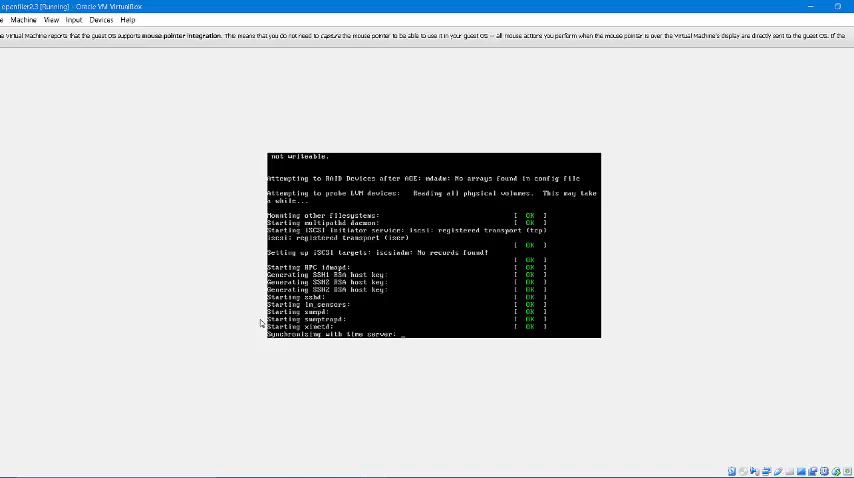 openfiler2.3 [Running] - Oracle VM VirtualBox
Machine View Input Devices Help
Virtual Machine reports that the guest OS supports mouse pointer integration. This means that you do not need to capture the mouse pointer to be able to use it in your guest OS -- all mouse actions you perform when the mouse pointer is over the Virtual Machine's display are directly sent to the guest OS. If the
not writeable.
Attempting to RAID Devices after AOE: mdadm: No arrays found in config file
Attempting to probe LVM devices: Reading all physical volumes. This may take
a while...
Mounting other filesystems: [ OK ]
Starting multipathd daemon: [ OK ]
Starting iSCSI initiator service: iscsi: registered transport (tcp)
iscsi: registered transport (iser)
[ OK ]
Setting up iSCSI targets: iscsiadm: No records found!
[ OK ]
Starting RPC idmapd: [ OK ]
Generating SSH1 RSA host key: [ OK ]
Generating SSH2 RSA host key: [ OK ]
Generating SSH2 DSA host key: [ OK ]
Starting sshd: [ OK ]
Starting lm_sensors: [ OK ]
Starting snmpd: [ OK ]
Starting snmptrapd: [ OK ]
Starting xinetd: [ OK ]
Synchronising with time server: _